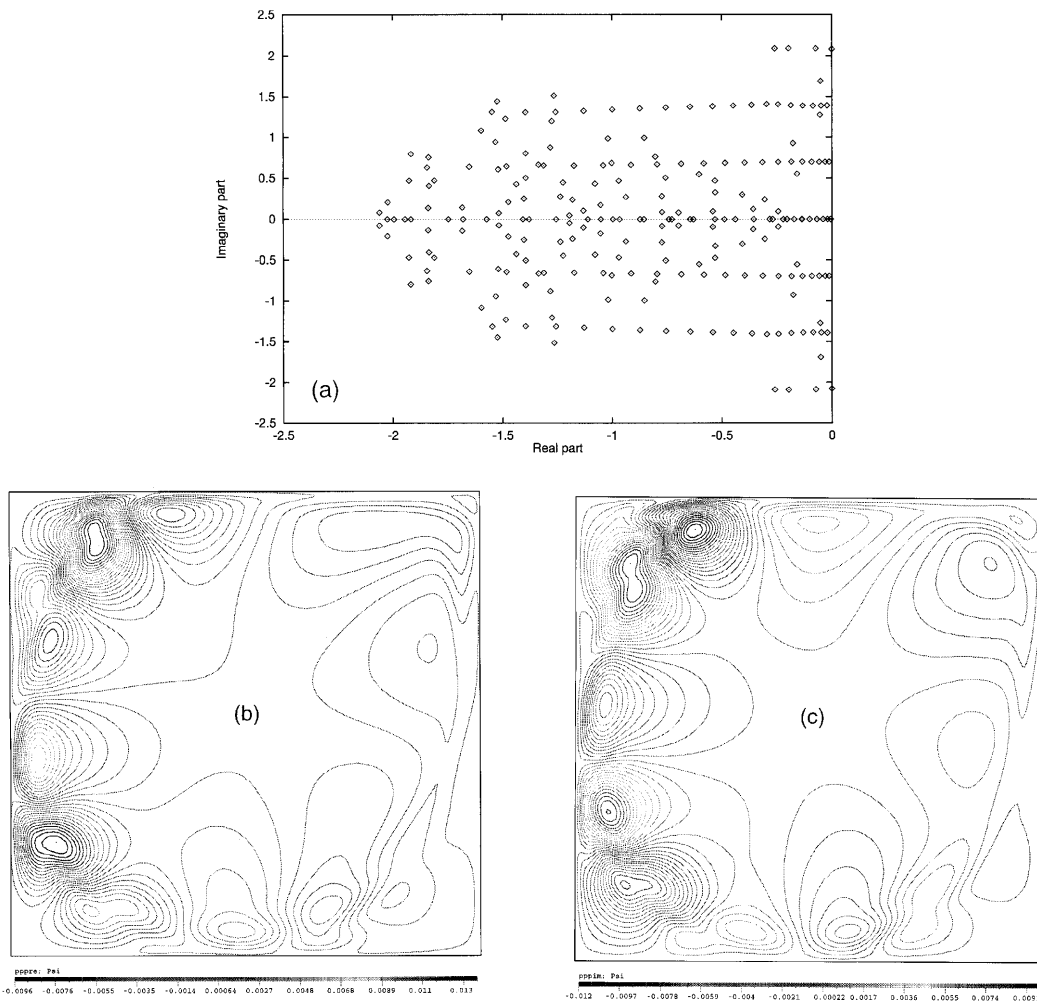 2.5
2
1.5
1
0.5
0
-0.5
-1
-1.5
-2
-2.5
Imaginary part
(a)
-2.5 -2 -1.5 -1 -0.5 0
Real part
(b)
(c)
pppre: Psi
-0.0096 -0.0076 -0.0055 -0.0035 -0.0014 0.00064 0.0027 0.0048 0.0068 0.0089 0.011 0.013
pppim: Psi
-0.012 -0.0097 -0.0078 -0.0059 -0.004 -0.0021 0.00022 0.0017 0.0036 0.0055 0.0074 0.009